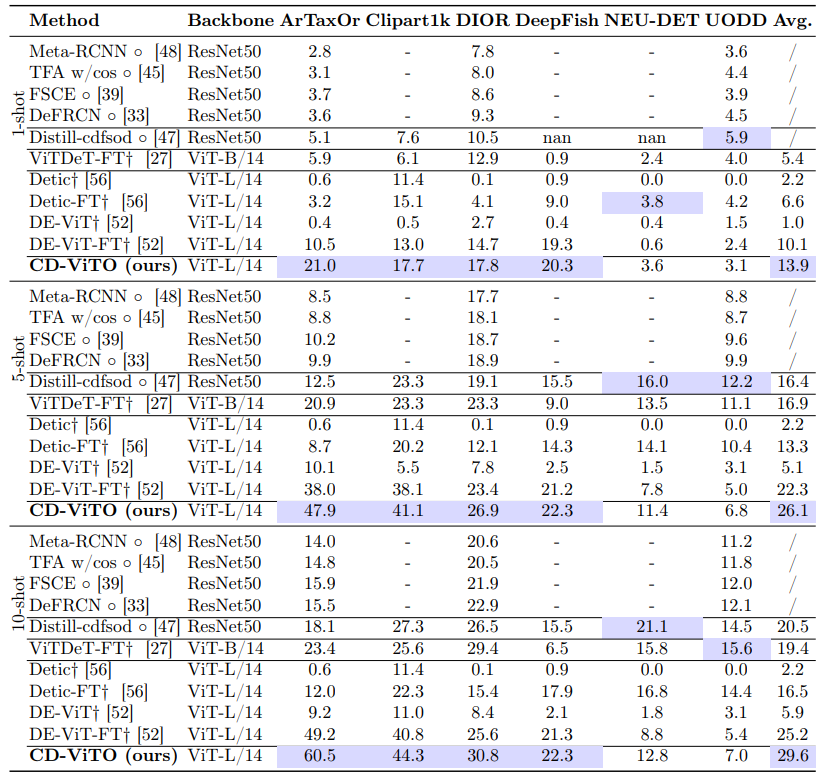 Method Backbone ArTaxOr Clipart1k DIOR DeepFish NEU-DET UODD Avg.
1-shot
Meta-RCNN ○ [48] ResNet50 2.8 - 7.8 - - 3.6 /
TFA w/cos ○ [45] ResNet50 3.1 - 8.0 - - 4.4 /
FSCE ○ [39] ResNet50 3.7 - 8.6 - - 3.9 /
DeFRCN ○ [33] ResNet50 3.6 - 9.3 - - 4.5 /
Distill-cdfsod ○ [47] ResNet50 5.1 7.6 10.5 nan nan 5.9 /
ViTDeT-FT† [27] ViT-B/14 5.9 6.1 12.9 0.9 2.4 4.0 5.4
Detic† [56] ViT-L/14 0.6 11.4 0.1 0.9 0.0 0.0 2.2
Detic-FT† [56] ViT-L/14 3.2 15.1 4.1 9.0 3.8 4.2 6.6
DE-ViT† [52] ViT-L/14 0.4 0.5 2.7 0.4 0.4 1.5 1.0
DE-ViT-FT† [52] ViT-L/14 10.5 13.0 14.7 19.3 0.6 2.4 10.1
CD-ViTO (ours) ViT-L/14 21.0 17.7 17.8 20.3 3.6 3.1 13.9
5-shot
Meta-RCNN ○ [48] ResNet50 8.5 - 17.7 - - 8.8 /
TFA w/cos ○ [45] ResNet50 8.8 - 18.1 - - 8.7 /
FSCE ○ [39] ResNet50 10.2 - 18.7 - - 9.6 /
DeFRCN ○ [33] ResNet50 9.9 - 18.9 - - 9.9 /
Distill-cdfsod ○ [47] ResNet50 12.5 23.3 19.1 15.5 16.0 12.2 16.4
ViTDeT-FT† [27] ViT-B/14 20.9 23.3 23.3 9.0 13.5 11.1 16.9
Detic† [56] ViT-L/14 0.6 11.4 0.1 0.9 0.0 0.0 2.2
Detic-FT† [56] ViT-L/14 8.7 20.2 12.1 14.3 14.1 10.4 13.3
DE-ViT† [52] ViT-L/14 10.1 5.5 7.8 2.5 1.5 3.1 5.1
DE-ViT-FT† [52] ViT-L/14 38.0 38.1 23.4 21.2 7.8 5.0 22.3
CD-ViTO (ours) ViT-L/14 47.9 41.1 26.9 22.3 11.4 6.8 26.1
10-shot
Meta-RCNN ○ [48] ResNet50 14.0 - 20.6 - - 11.2 /
TFA w/cos ○ [45] ResNet50 14.8 - 20.5 - - 11.8 /
FSCE ○ [39] ResNet50 15.9 - 21.9 - - 12.0 /
DeFRCN ○ [33] ResNet50 15.5 - 22.9 - - 12.1 /
Distill-cdfsod ○ [47] ResNet50 18.1 27.3 26.5 15.5 21.1 14.5 20.5
ViTDeT-FT† [27] ViT-B/14 23.4 25.6 29.4 6.5 15.8 15.6 19.4
Detic† [56] ViT-L/14 0.6 11.4 0.1 0.9 0.0 0.0 2.2
Detic-FT† [56] ViT-L/14 12.0 22.3 15.4 17.9 16.8 14.4 16.5
DE-ViT† [52] ViT-L/14 9.2 11.0 8.4 2.1 1.8 3.1 5.9
DE-ViT-FT† [52] ViT-L/14 49.2 40.8 25.6 21.3 8.8 5.4 25.2
CD-ViTO (ours) ViT-L/14 60.5 44.3 30.8 22.3 12.8 7.0 29.6